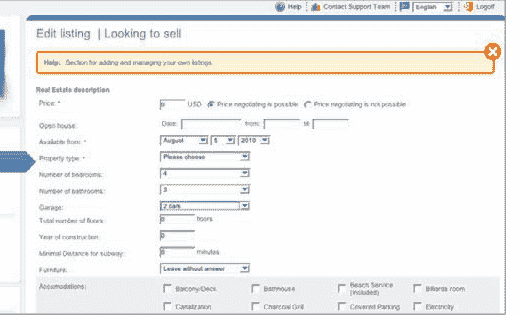 Help Contact Support Team English Logoff
Edit listing | Looking to sell
Help. Section for adding and managing your own listings
Real Estate description
Price: * 0 USD Price negotiating is possible Price negotiating is not possible
Open house: Date: from: to
Available from: * August 5 2010
Property type: * Please choose
Number of bedrooms: 4
Number of bathrooms: 3
Garage: 2 cars
Total number of floors: 0 floors
Year of construction: 0
Minimal Distance for subway: 0 minutes
Furniture: Leave without answer
Accomodations: Balcony/Deck Bathhouse Beach Service (included) Billiards room
Canalization Charcoal Grill Covered Parking Electricity